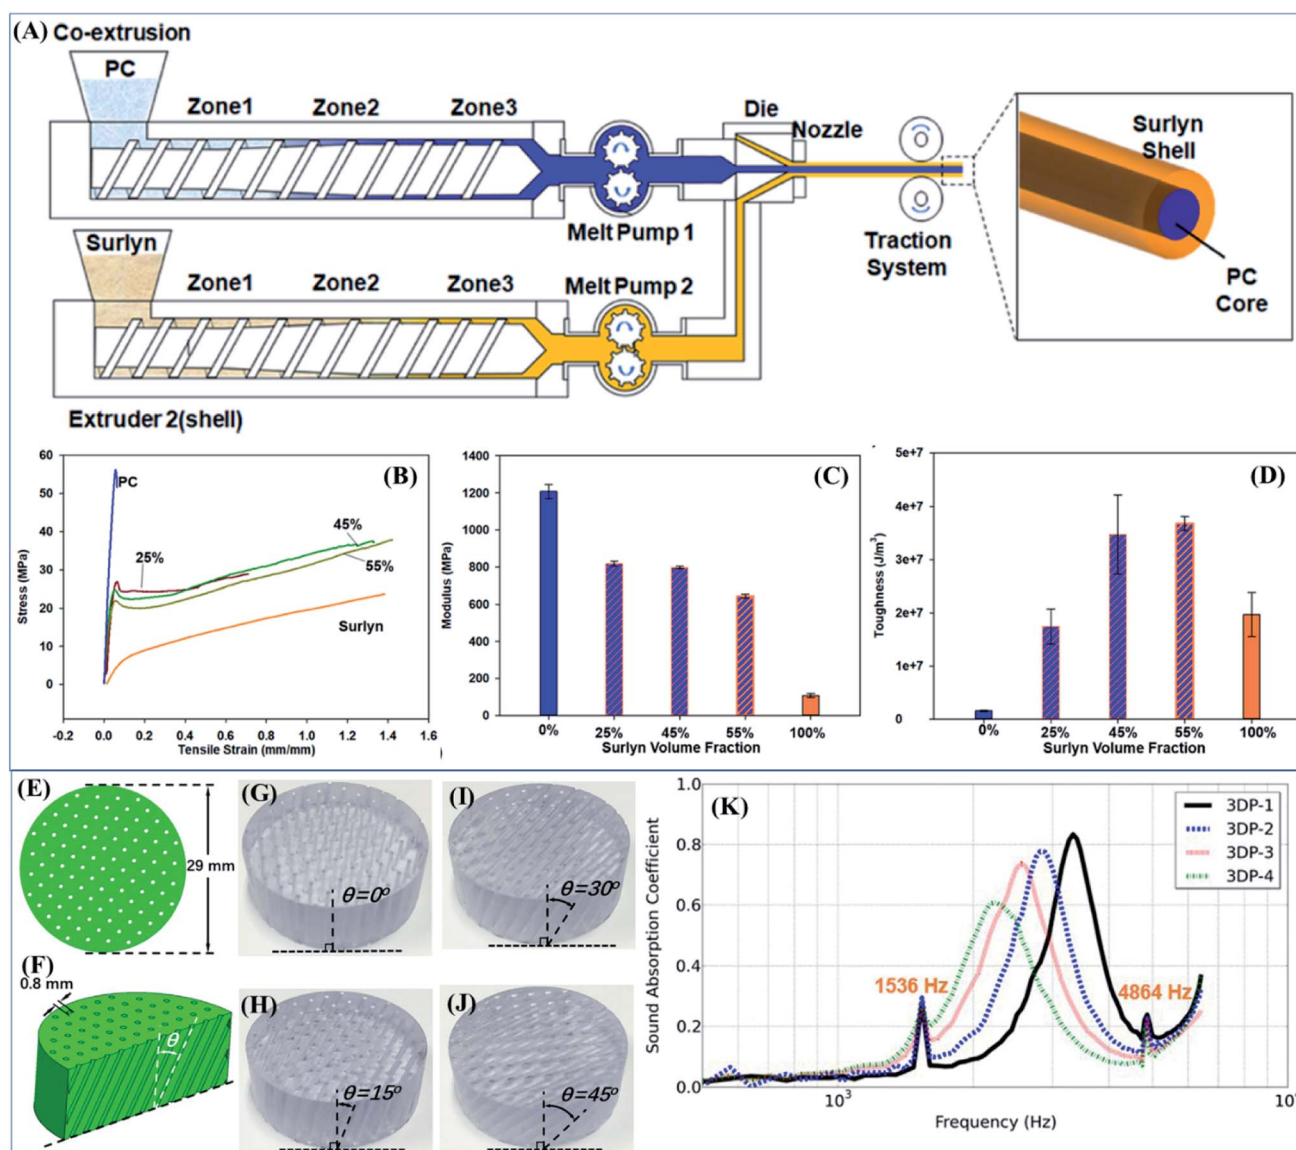 (A)
Co-extrusion
PC
Zone1 Zone2 Zone3
Die
Nozzle
Melt Pump 1
Traction
System
Surlyn
Shell
PC
Core
Surlyn
Zone1 Zone2 Zone3
Melt Pump 2
Extruder 2(shell)
(B)
Stress (MPa)
60
50
40
30
20
10
0
PC
25%
45%
55%
Surlyn
-0.2 0.0 0.2 0.4 0.6 0.8 1.0 1.2 1.4 1.6
Tensile Strain (mm/mm)
(C)
Modulus (MPa)
1400
1200
1000
800
600
400
200
0
0% 25% 45% 55% 100%
Surlyn Volume Fraction
(D)
Toughness (J/m³)
5e+7
4e+7
3e+7
2e+7
1e+7
0
0% 25% 45% 55% 100%
Surlyn Volume Fraction
(E)
29 mm
(F)
0.8 mm
θ
(G)
θ=0°
(I)
θ=30°
(H)
θ=15°
(J)
θ=45°
(K)
Sound Absorption Coefficient
1.0
0.8
0.6
0.4
0.2
0.0
3DP-1
3DP-2
3DP-3
3DP-4
1536 Hz
4864 Hz
10³
Frequency (Hz)